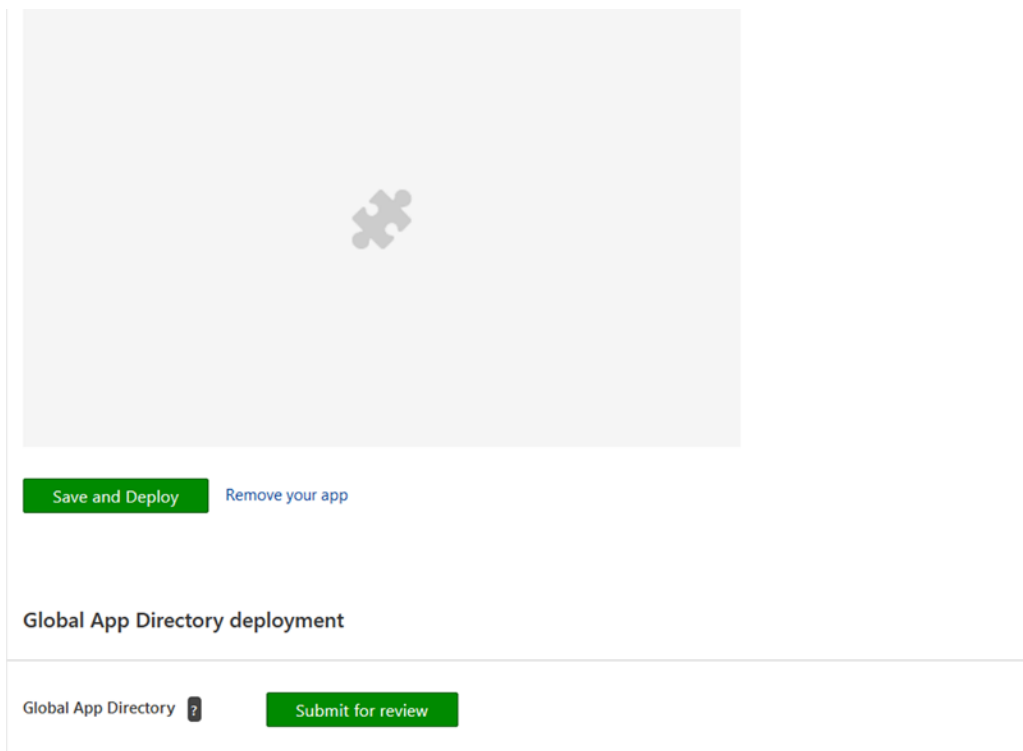 Save and Deploy Remove your app
Global App Directory deployment
Global App Directory ? Submit for review